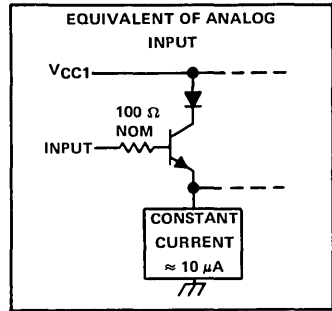 EQUIVALENT OF ANALOG
INPUT
VCC1
100 Ω
NOM
INPUT
CONSTANT
CURRENT
≈ 10 μA